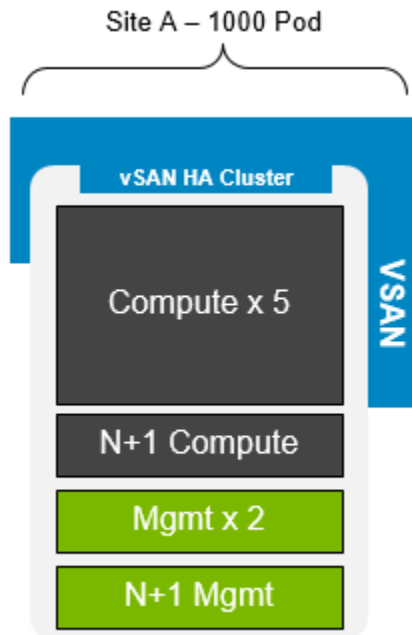 Site A – 1000 Pod
vSAN HA Cluster
Compute x 5
VSAN
N+1 Compute
Mgmt x 2
N+1 Mgmt